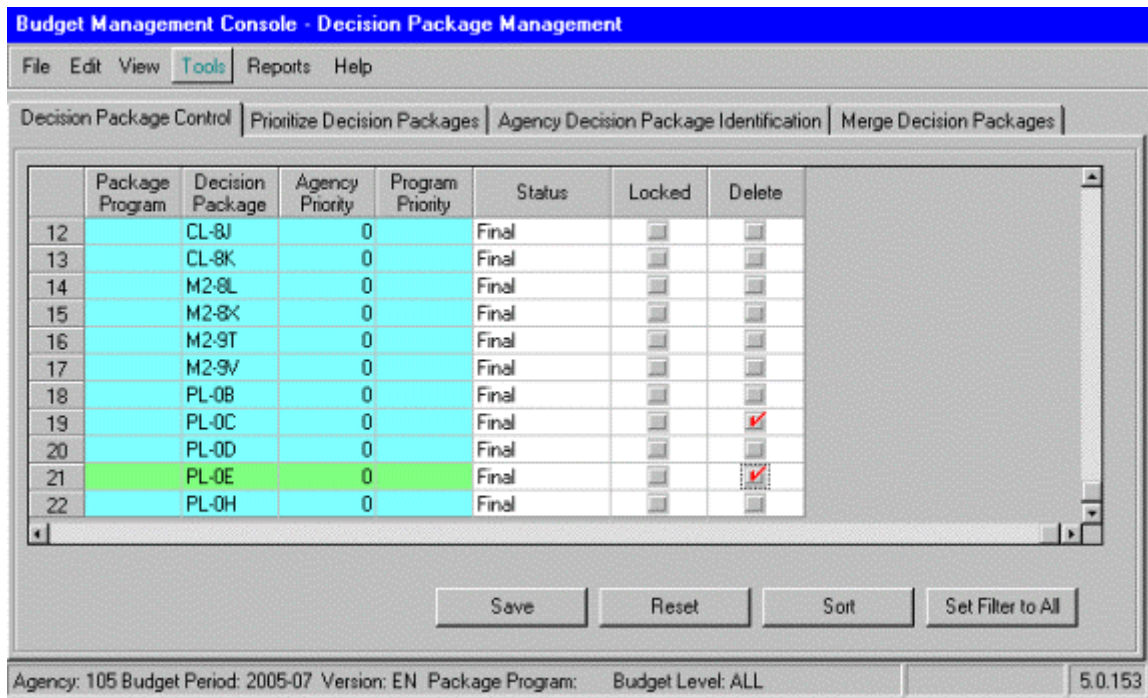 Budget Management Console - Decision Package Management
File Edit View Tools Reports Help
Decision Package Control Prioritize Decision Packages Agency Decision Package Identification Merge Decision Packages
Package Program Decision Package Agency Priority Program Priority Status Locked Delete
12 CL-8J 0 Final
13 CL-8K 0 Final
14 M2-8L 0 Final
15 M2-8X 0 Final
16 M2-9T 0 Final
17 M2-9V 0 Final
18 PL-0B 0 Final
19 PL-0C 0 Final
20 PL-0D 0 Final
21 PL-0E 0 Final
22 PL-0H 0 Final
Save Reset Sort Set Filter to All
Agency: 105 Budget Period: 2005-07 Version: EN Package Program: Budget Level: ALL 5.0.153